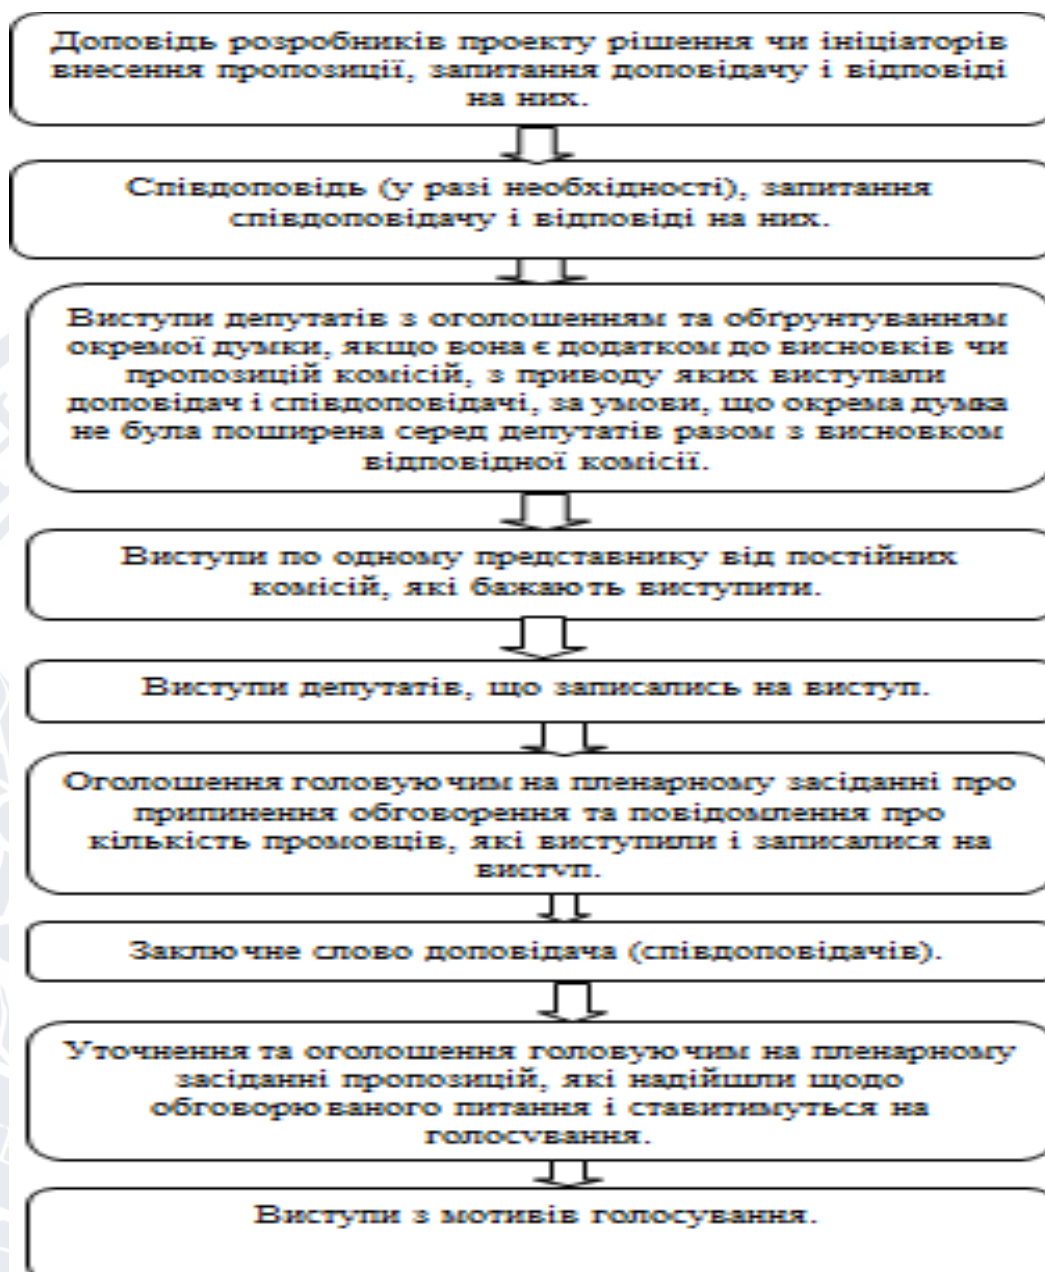 Доповідь розробників проекту рішення чи ініціаторів
внесення пропозиції, запитання доповідачу і відповіді
на них.
Співдоповідь (у разі необхідності), запитання
співдоповідачу і відповіді на них.
Виступи депутатів з оголошенням та обґрунтуванням
окремої думки, якщо вона є додатком до висновків чи
пропозицій комісій, з приводу яких виступали
доповідач і співдоповідачі, за умови, що окрема думка
не була поширена серед депутатів разом з висновком
відповідної комісії.
Виступи по одному представнику від постійних
комісій, які бажають виступити.
Виступи депутатів, що записались на виступ.
Оголошення головуючим на пленарному засіданні про
припинення обговорення та повідомлення про
кількість промовців, які виступили і записалися на
виступ.
Заключне слово доповідача (співдоповідачів).
Уточнення та оголошення головуючим на пленарному
засіданні пропозицій, які надійшли щодо
обговорюваного питання і ставитимуться на
голосування.
Виступи з мотивів голосування.